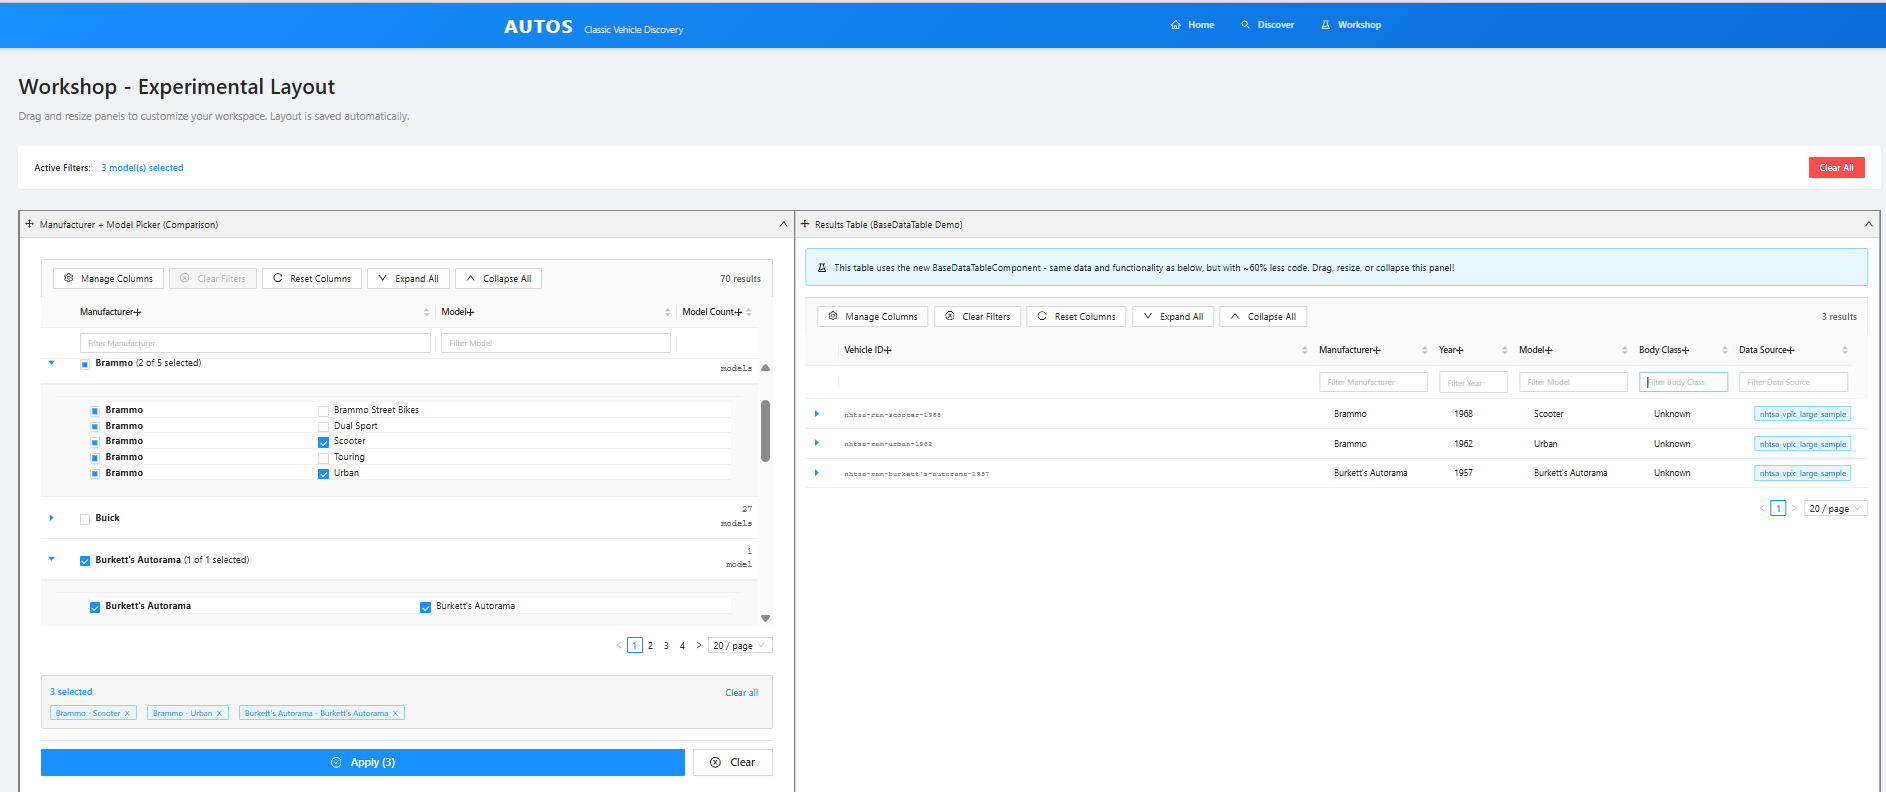 AUTOS Classic Vehicle Discovery Home Discover Workshop
Workshop - Experimental Layout
Drag and resize panels to customize your workspace. Layout is saved automatically.
Active Filters: 3 model(s) selected Clear All
Manufacturer + Model Picker (Comparison)
Manage Columns Clear Filters Reset Columns Expand All Collapse All 70 results
Manufacturer Model Model Count
Filter Manufacturer Filter Model
Brammo (2 of 5 selected) models
Brammo Brammo Street Bikes
Brammo Dual Sport
Brammo Scooter
Brammo Touring
Brammo Urban
Buick 27 models
Burkett's Autorama (1 of 1 selected) 1 model
Burkett's Autorama Burkett's Autorama
< 1 2 3 4 > 20 / page
3 selected Clear all
Brammo - Scooter X Brammo - Urban X Burkett's Autorama - Burkett's Autorama X
Apply (3) Clear
Results Table (BaseDataTable Demo)
This table uses the new BaseDataTableComponent - same data and functionality as below, but with ~60% less code. Drag, resize, or collapse this panel!
Manage Columns Clear Filters Reset Columns Expand All Collapse All 3 results
Vehicle ID Manufacturer Year Model Body Class Data Source
Filter Manufacturer Filter Year Filter Model Filter Body Class Filter Data Source
nhtsa-ram-scooter-1968 Brammo 1968 Scooter Unknown nhtsa_vpic_large_sample
nhtsa-ram-urban-1962 Brammo 1962 Urban Unknown nhtsa_vpic_large_sample
nhtsa-ram-burkett's-autorama-1957 Burkett's Autorama 1957 Burkett's Autorama Unknown nhtsa_vpic_large_sample
< 1 > 20 / page